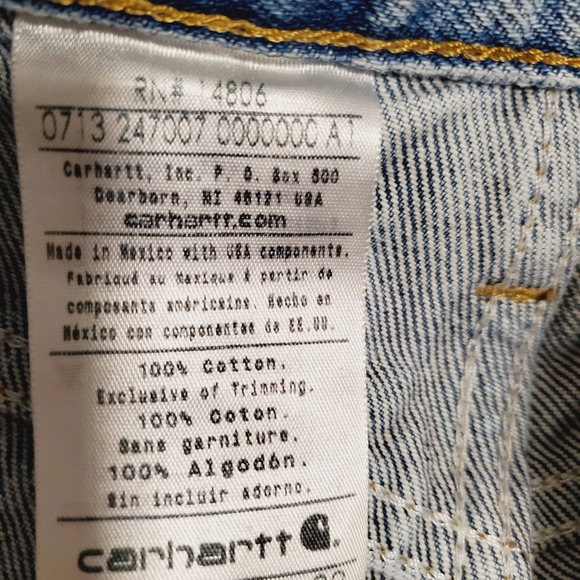 RN# 14806
0713 247007 0000000 A1
Carhartt, Inc. P. O. Box 600
Dearborn, MI 48121 USA
carhartt.com
Made in Mexico with USA components.
Fabriqué au Mexique à partir de
composants américains. Hecho en
México con componentes de EE.UU.
100% Cotton.
Exclusive of Trimming.
100% Coton.
Sans garniture.
100% Algodón.
Sin incluir adorno.
carhartt